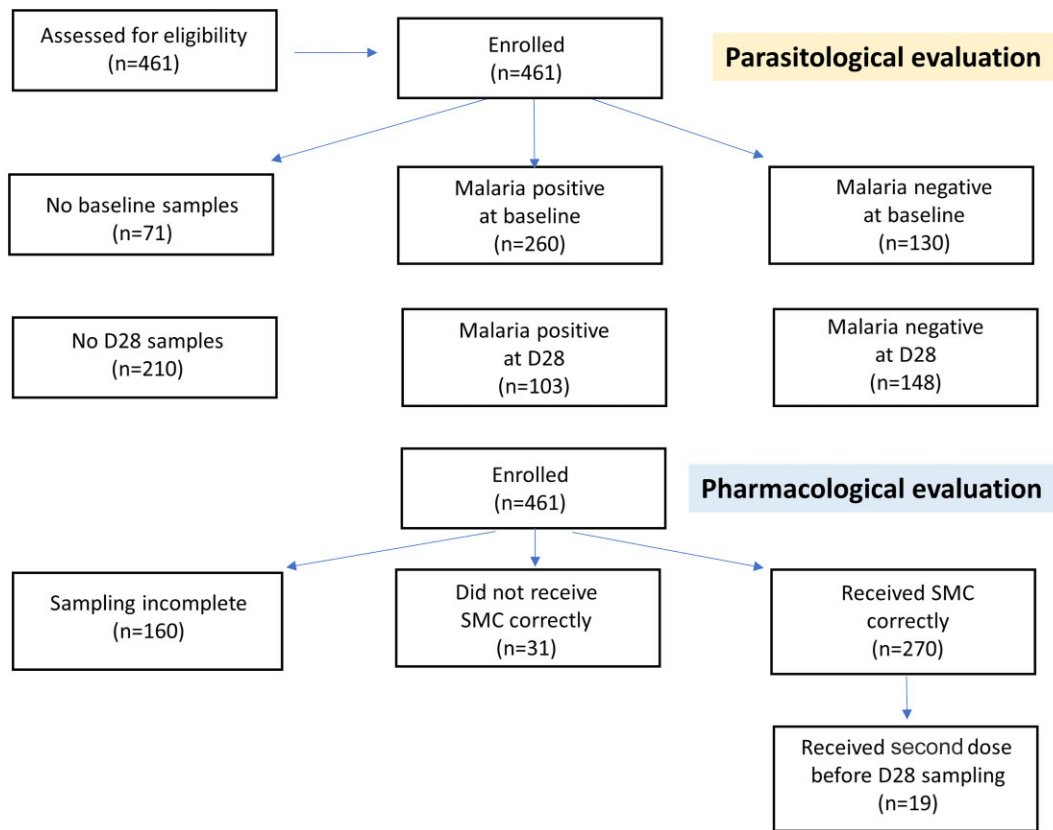 Assessed for eligibility
(n=461)
Enrolled
(n=461)
Parasitological evaluation
No baseline samples
(n=71)
Malaria positive
at baseline
(n=260)
Malaria negative
at baseline
(n=130)
No D28 samples
(n=210)
Malaria positive
at D28
(n=103)
Malaria negative
at D28
(n=148)
Enrolled
(n=461)
Pharmacological evaluation
Sampling incomplete
(n=160)
Did not receive
SMC correctly
(n=31)
Received SMC
correctly
(n=270)
Received second dose
before D28 sampling
(n=19)